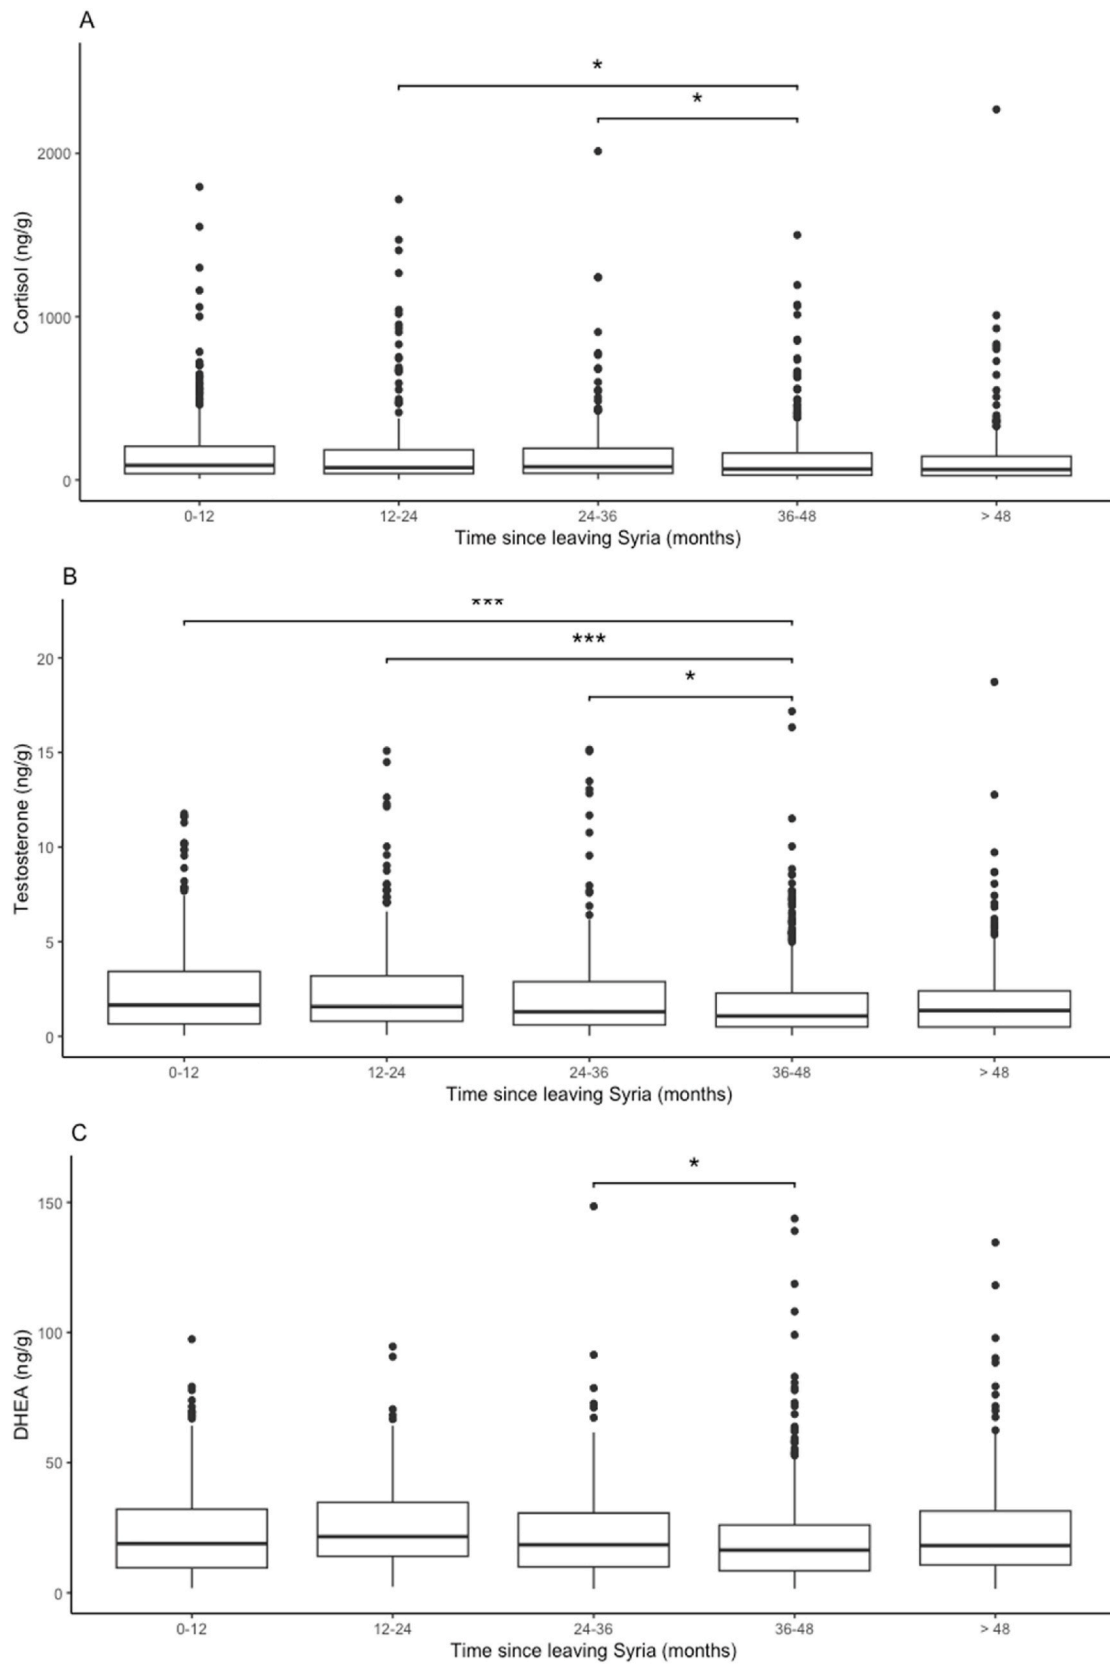 A
*
*
2000
1000
0
Cortisol (ng/g)
0-12 12-24 24-36 36-48 > 48
Time since leaving Syria (months)
B
***
***
*
20
15
10
5
0
Testosterone (ng/g)
0-12 12-24 24-36 36-48 > 48
Time since leaving Syria (months)
C
*
150
100
50
0
DHEA (ng/g)
0-12 12-24 24-36 36-48 > 48
Time since leaving Syria (months)